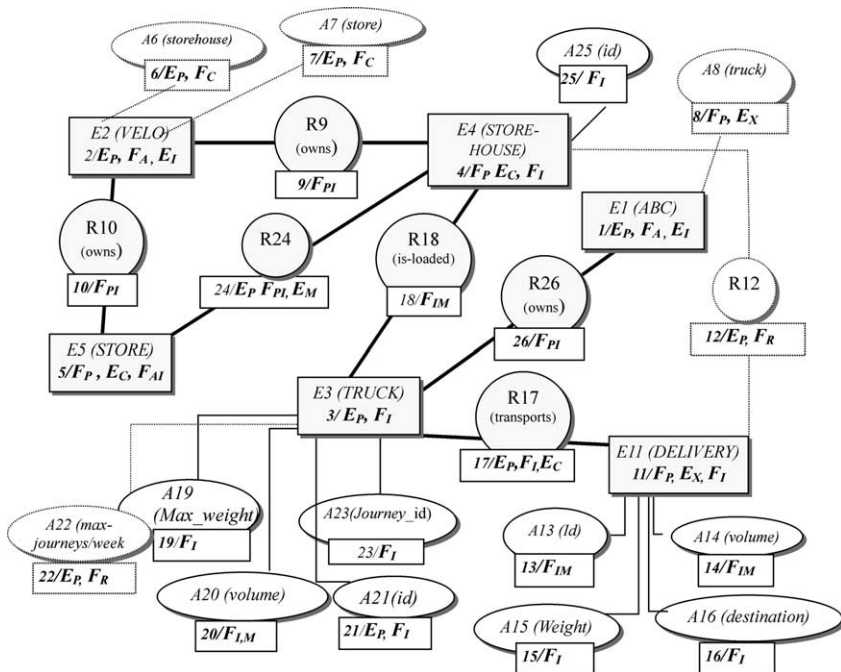 A6 (storehouse)
6/EP, FC
A7 (store)
7/EP, FC
A25 (id)
25/ FI
A8 (truck)
8/FP, EX
E2 (VELO)
2/EP, FA, EI
R9
(owns)
9/FPI
E4 (STORE-
HOUSE)
4/FP EC, FI
E1 (ABC)
1/EP, FA, EI
R10
(owns)
10/FPI
R24
24/EP FPI, EM
R18
(is-loaded)
18/FIM
R26
(owns)
26/FPI
R12
12/EP, FR
E5 (STORE)
5/FP , EC, FAI
E3 (TRUCK)
3/ EP, FI
R17
(transports)
17/EP,FI,EC
E11 (DELIVERY)
11/FP, EX, FI
A22 (max-
journeys/week
22/EP, FR
A19
(Max_weight)
19/FI
A23(Journey_id)
23/FI
A13 (Id)
13/FIM
A14 (volume)
14/FIM
A20 (volume)
20/FI,M
A21(id)
21/EP, FI
A15 (Weight)
15/FI
A16 (destination)
16/FI